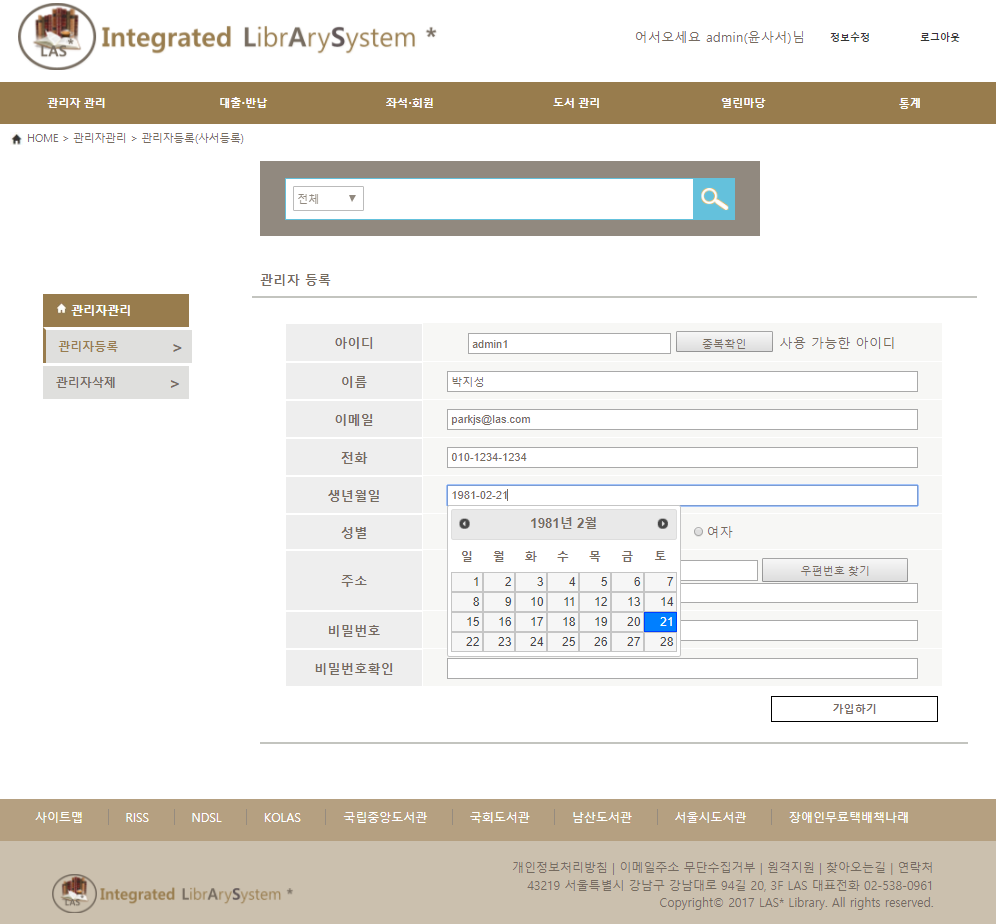 LAS Integrated LibrArySystem *
어서오세요 admin(윤사서)님 정보수정 로그아웃
관리자 관리 대출·반납 좌석·회원 도서 관리 열린마당 통계
HOME > 관리자관리 > 관리자등록(사서등록)
전체 ▼
관리자 등록
관리자관리
관리자등록 >
관리자삭제 >
아이디 admin1 중복확인 사용 가능한 아이디
이름 박지성
이메일 parkjs@las.com
전화 010-1234-1234
생년월일 1981-02-21
1981년 2월
일 월 화 수 목 금 토
1 2 3 4 5 6 7
8 9 10 11 12 13 14
15 16 17 18 19 20 21
22 23 24 25 26 27 28
성별 여자
주소 우편번호 찾기
비밀번호
비밀번호확인
가입하기
사이트맵 RISS NDSL KOLAS 국립중앙도서관 국회도서관 남산도서관 서울시도서관 장애인무료택배책나래
개인정보처리방침 | 이메일주소 무단수집거부 | 원격지원 | 찾아오는길 | 연락처
43219 서울특별시 강남구 강남대로 94길 20, 3F LAS 대표전화 02-538-0961
Copyright© 2017 LAS* Library. All rights reserved.
LAS Integrated LibrArySystem *